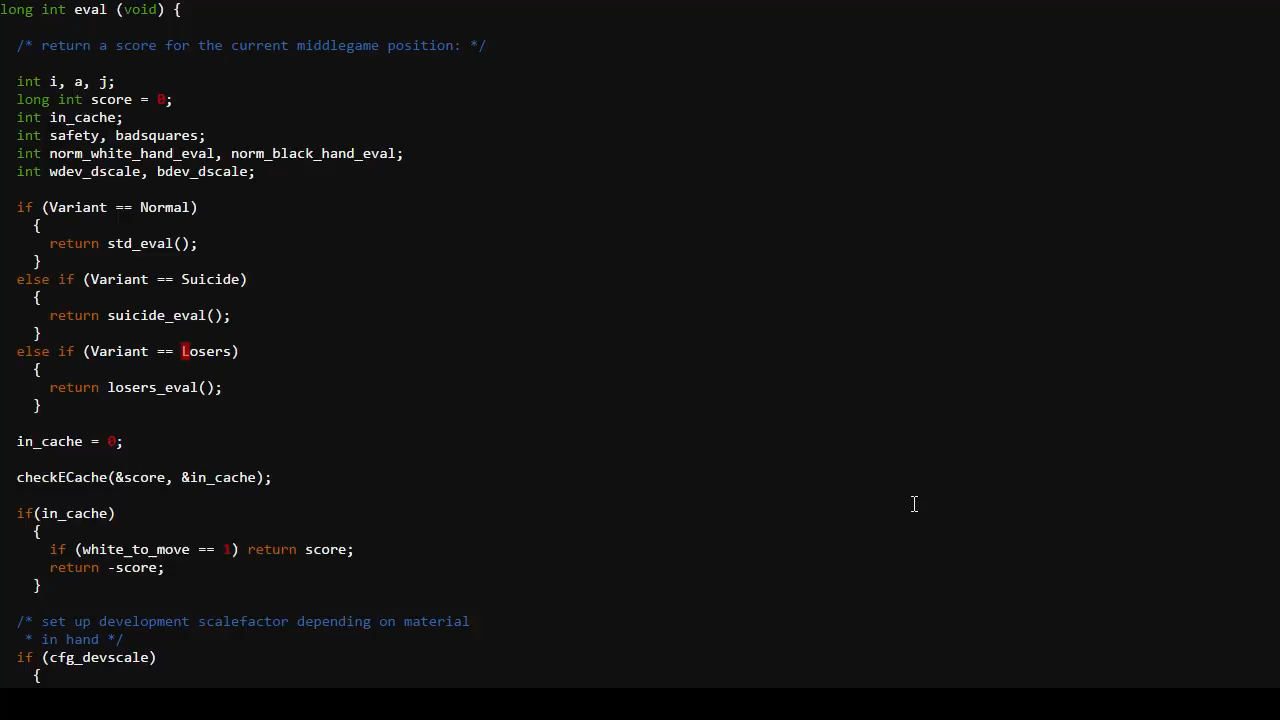 long int eval (void) {
/* return a score for the current middlegame position: */
int i, a, j;
long int score = 0;
int in_cache;
int safety, badsquares;
int norm_white_hand_eval, norm_black_hand_eval;
int wdev_dscale, bdev_dscale;
if (Variant == Normal)
{
return std_eval();
}
else if (Variant == Suicide)
{
return suicide_eval();
}
else if (Variant == Losers)
{
return losers_eval();
}
in_cache = 0;
checkECache(&score, &in_cache);
if(in_cache)
{
if (white_to_move == 1) return score;
return -score;
}
/* set up development scalefactor depending on material
* in hand */
if (cfg_devscale)
{